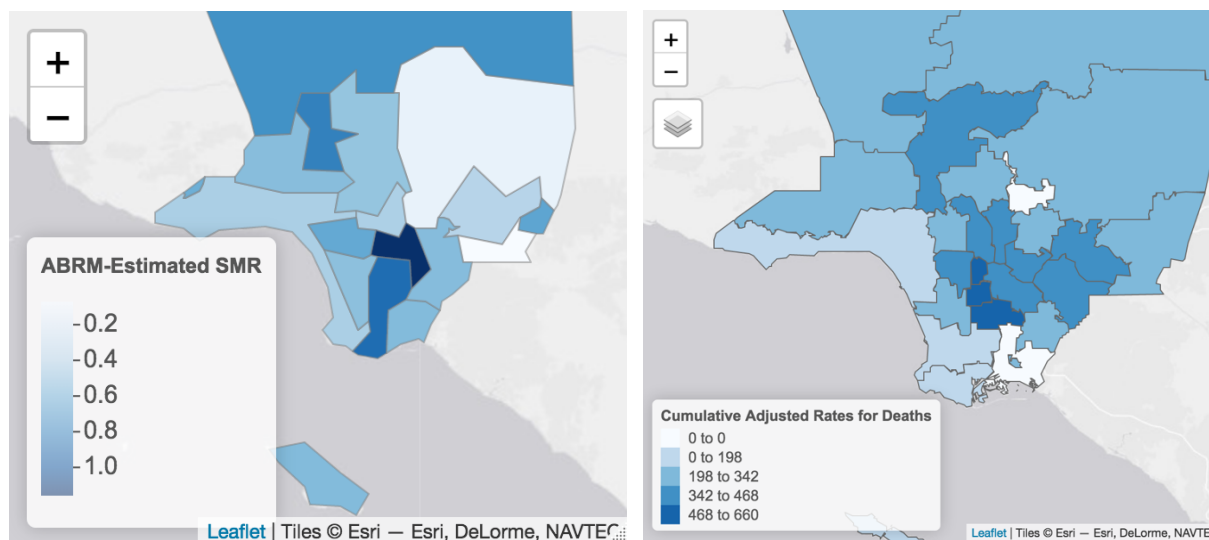 +
−
ABRM-Estimated SMR
0.2
0.4
0.6
0.8
1.0
Leaflet | Tiles © Esri — Esri, DeLorme, NAVTEQ
+
−
Cumulative Adjusted Rates for Deaths
0 to 0
0 to 198
198 to 342
342 to 468
468 to 660
Leaflet | Tiles © Esri — Esri, DeLorme, NAVTEQ